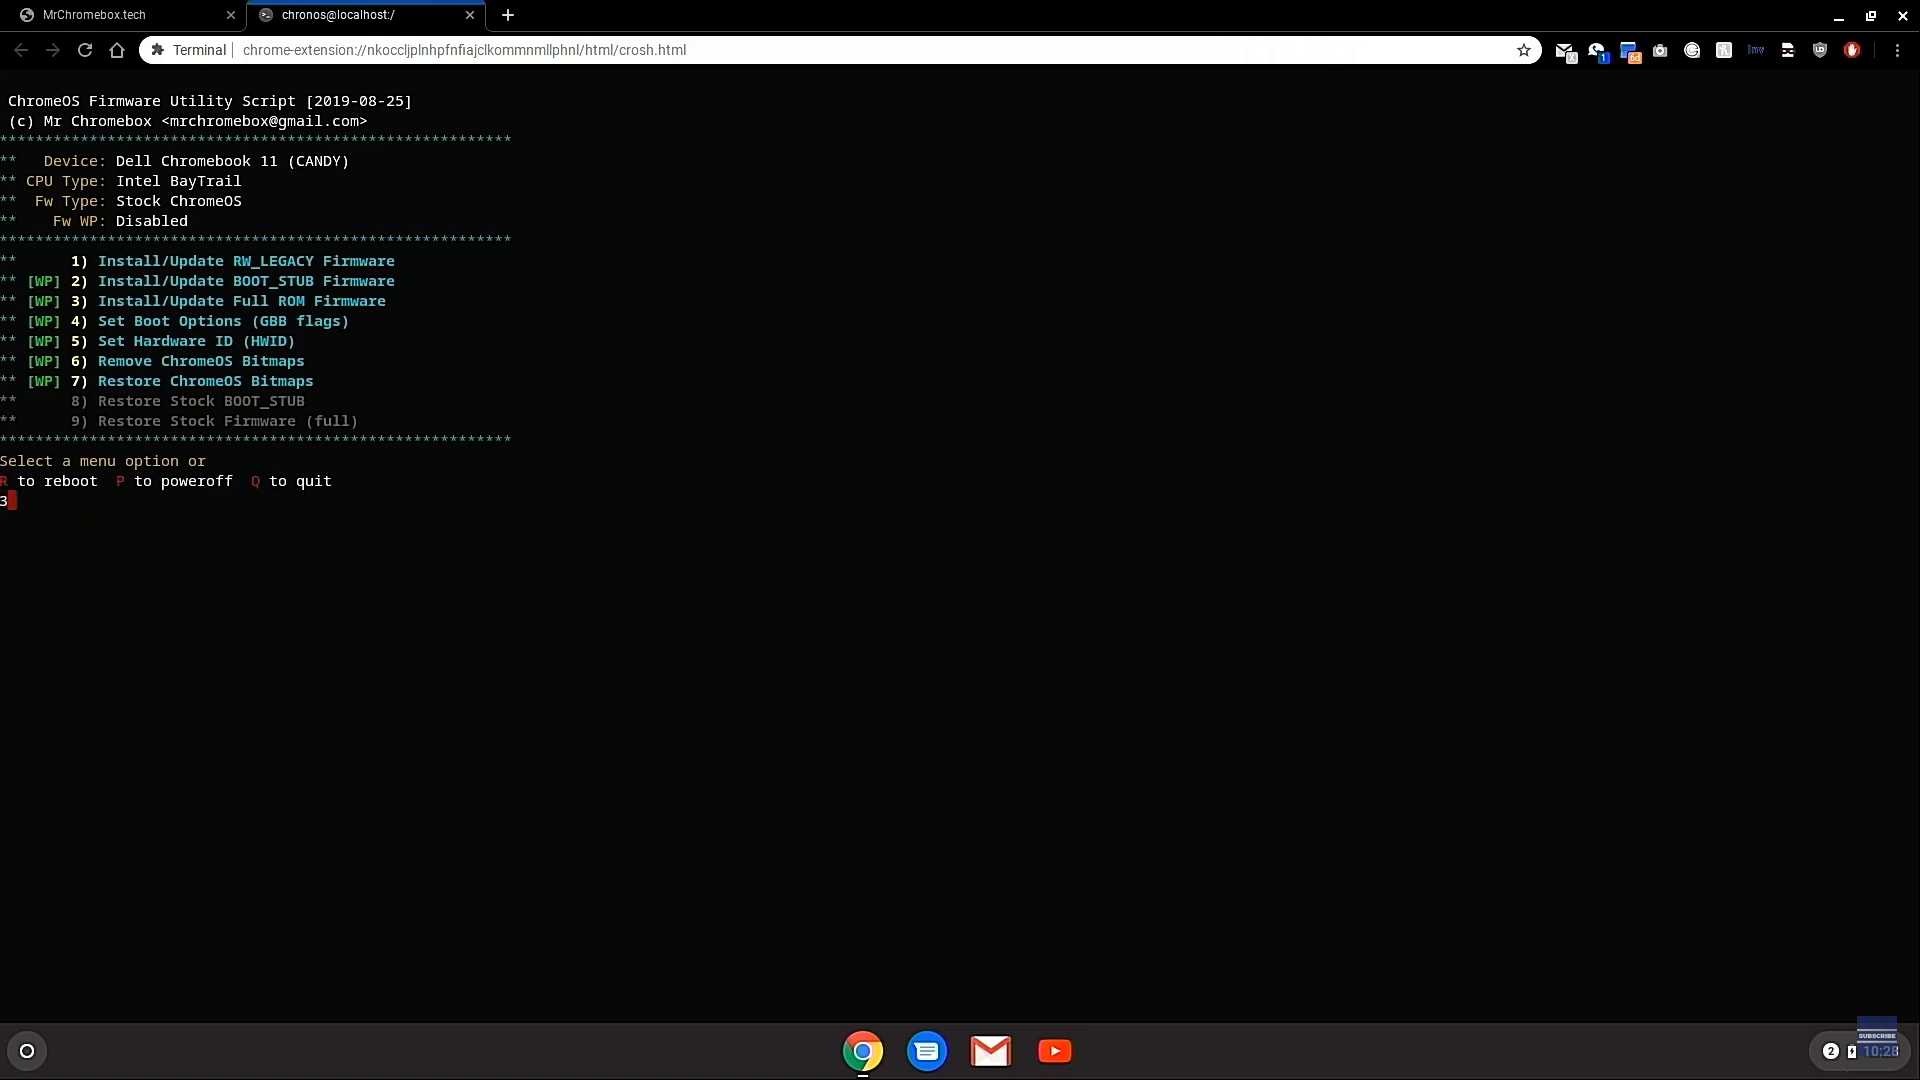 MrChromebox.tech
chronos@localhost:/
Terminal
chrome-extension://nkoccljplnhpfnfiajclkommnmllphnl/html/crosh.html
ChromeOS Firmware Utility Script [2019-08-25]
(c) Mr Chromebox <mrchromebox@gmail.com>
*********************************************************
** Device: Dell Chromebook 11 (CANDY)
** CPU Type: Intel BayTrail
** Fw Type: Stock ChromeOS
** Fw WP: Disabled
*********************************************************
** 1) Install/Update RW_LEGACY Firmware
** [WP] 2) Install/Update BOOT_STUB Firmware
** [WP] 3) Install/Update Full ROM Firmware
** [WP] 4) Set Boot Options (GBB flags)
** [WP] 5) Set Hardware ID (HWID)
** [WP] 6) Remove ChromeOS Bitmaps
** [WP] 7) Restore ChromeOS Bitmaps
** 8) Restore Stock BOOT_STUB
** 9) Restore Stock Firmware (full)
*********************************************************
Select a menu option or
R to reboot P to poweroff Q to quit
3
SUBSCRIBE
2 10:28